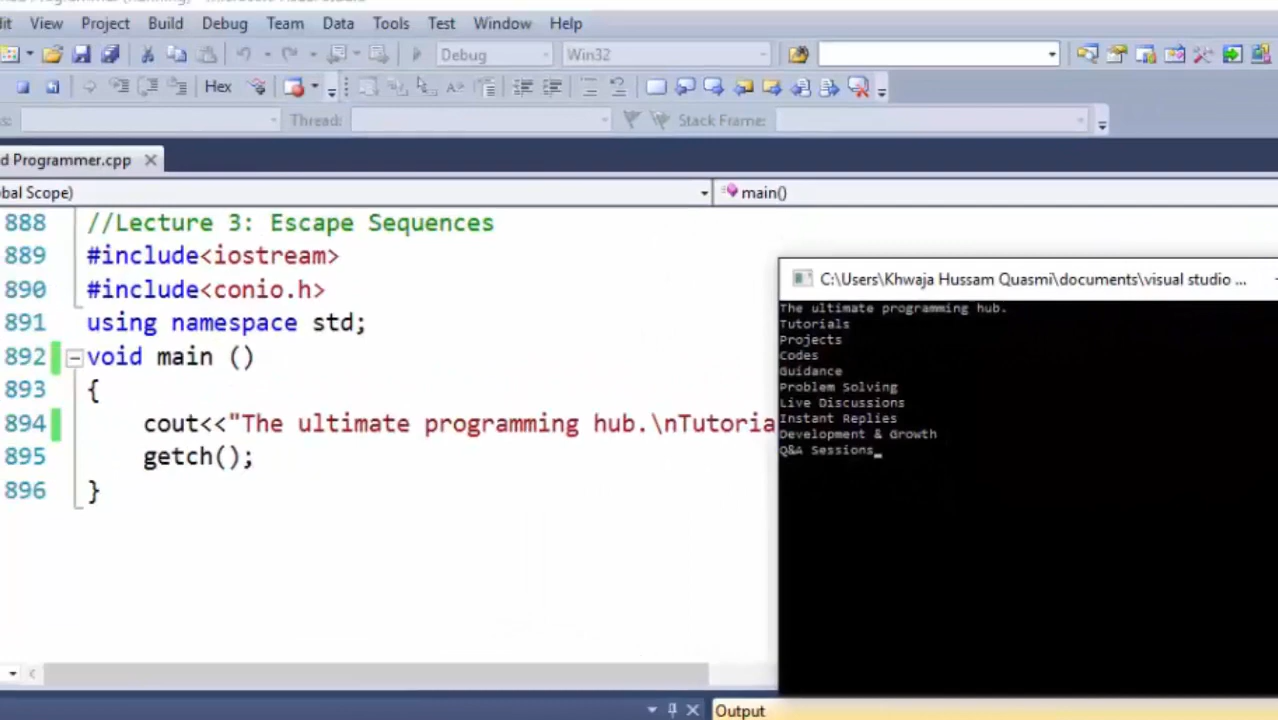 View Project Build Debug Team Data Tools Test Window Help
Debug Win32
Hex
Thread: Stack Frame:
d Programmer.cpp
bal Scope) main()
888 //Lecture 3: Escape Sequences
889 #include<iostream>
890 #include<conio.h>
891 using namespace std;
892 void main ()
893 {
894 cout<<"The ultimate programming hub.\nTutoria
895 getch();
896 }
C:\Users\Khwaja Hussam Quasmi\documents\visual studio ...
The ultimate programming hub.
Tutorials
Projects
Codes
Guidance
Problem Solving
Live Discussions
Instant Replies
Development & Growth
Q&A Sessions_
Output